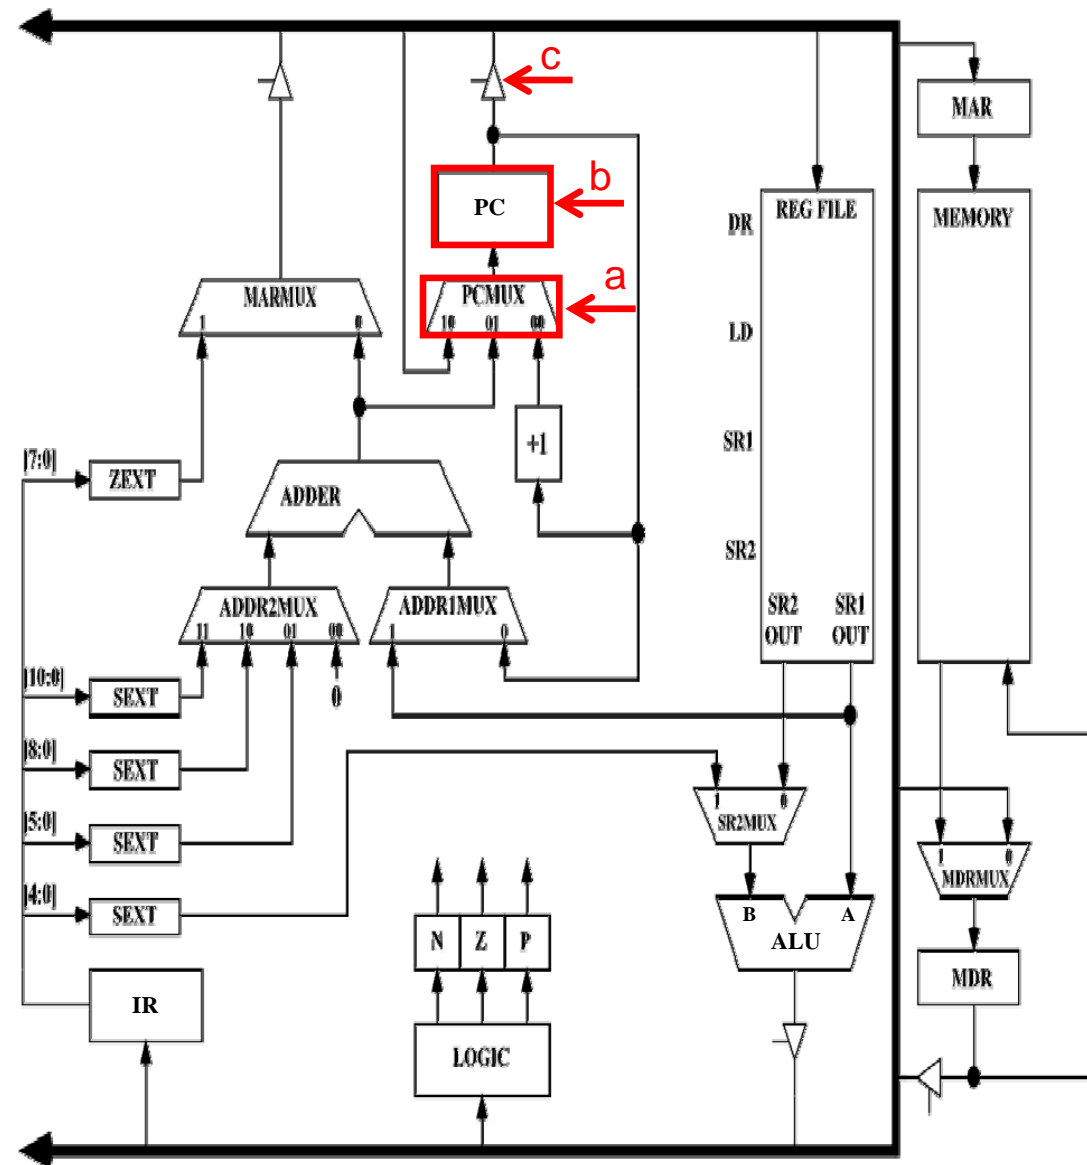 c
MAR
b
PC
REG FILE
MEMORY
DR
a
MARMUX
1 0
PCMUX
10 01 00
LD
+1
SR1
[7:0]
ZEXT
ADDER
SR2
ADDR2MUX
11 10 01 00
ADDR1MUX
1 0
SR2
OUT
SR1
OUT
[10:0]
SEXT
0
[8:0]
SEXT
1 0
SR2MUX
[5:0]
SEXT
1 0
MDRMUX
[4:0]
SEXT
B A
ALU
N Z P
MDR
IR
LOGIC